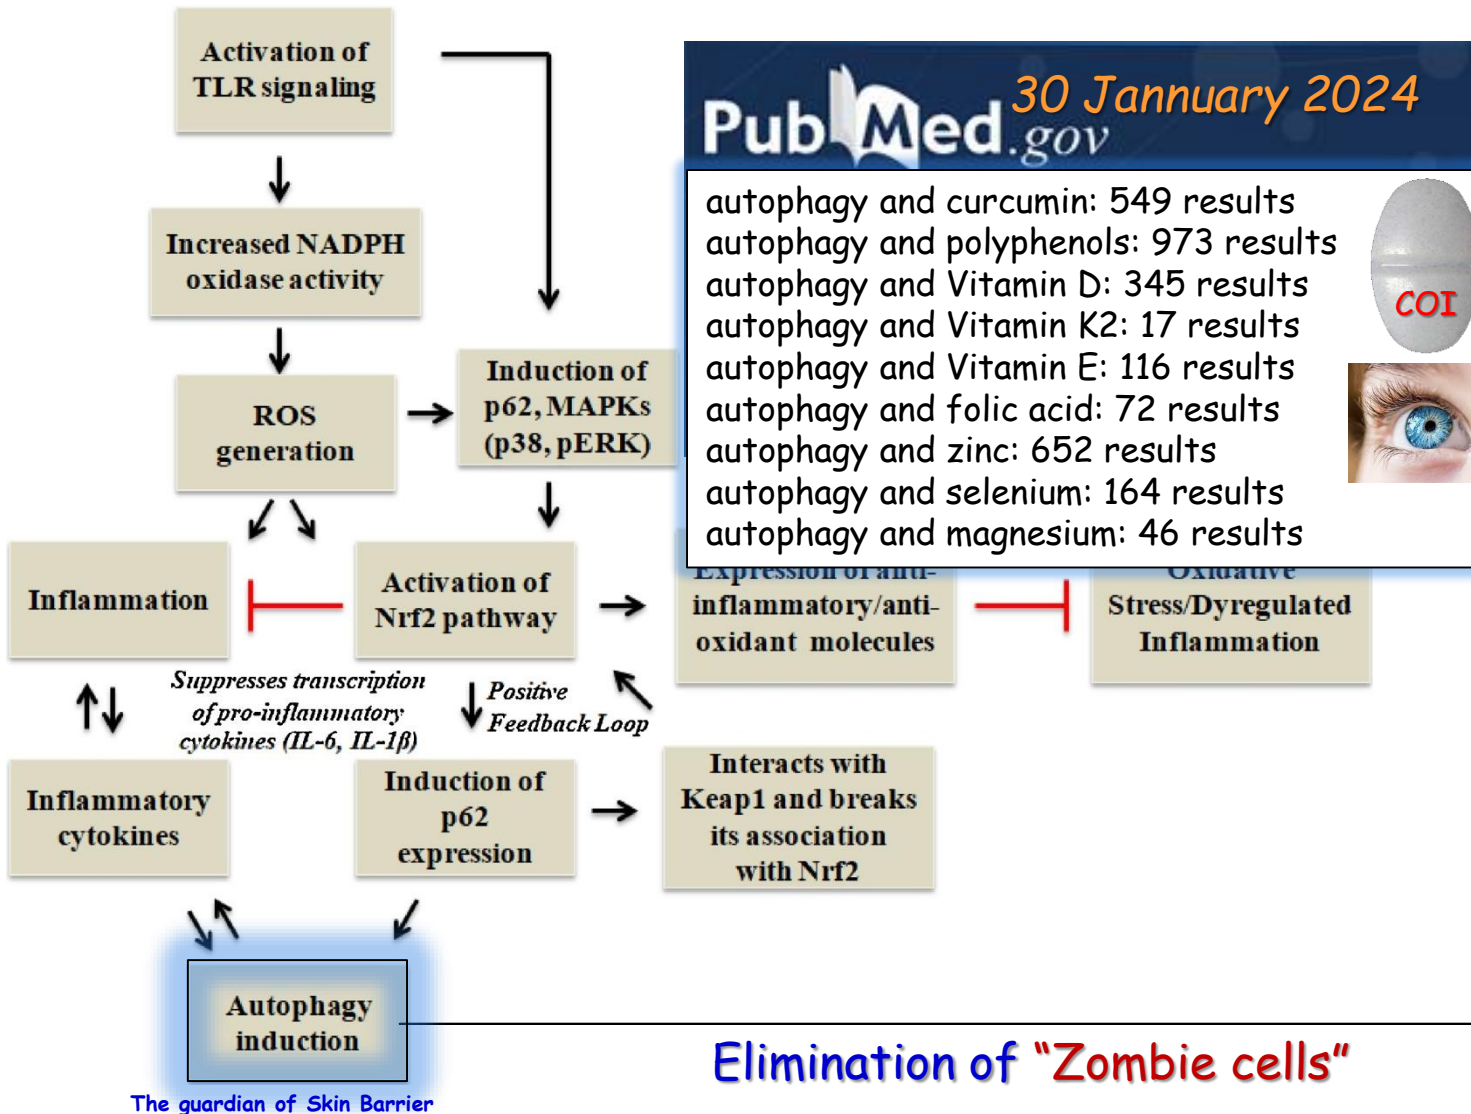 Activation of
TLR signaling
Increased NADPH
oxidase activity
ROS
generation
Induction of
p62, MAPKs
(p38, pERK)
PubMed.gov
30 Jannuary 2024
autophagy and curcumin: 549 results
autophagy and polyphenols: 973 results
autophagy and Vitamin D: 345 results
autophagy and Vitamin K2: 17 results
autophagy and Vitamin E: 116 results
autophagy and folic acid: 72 results
autophagy and zinc: 652 results
autophagy and selenium: 164 results
autophagy and magnesium: 46 results
COI
Inflammation
Activation of
Nrf2 pathway
Expression of anti-
inflammatory/anti-
oxidant molecules
Oxidative
Stress/Dyregulated
Inflammation
Suppresses transcription
of pro-inflammatory
cytokines (IL-6, IL-1β)
Positive
Feedback Loop
Inflammatory
cytokines
Induction of
p62
expression
Interacts with
Keap1 and breaks
its association
with Nrf2
Autophagy
induction
The guardian of Skin Barrier
Elimination of “Zombie cells”